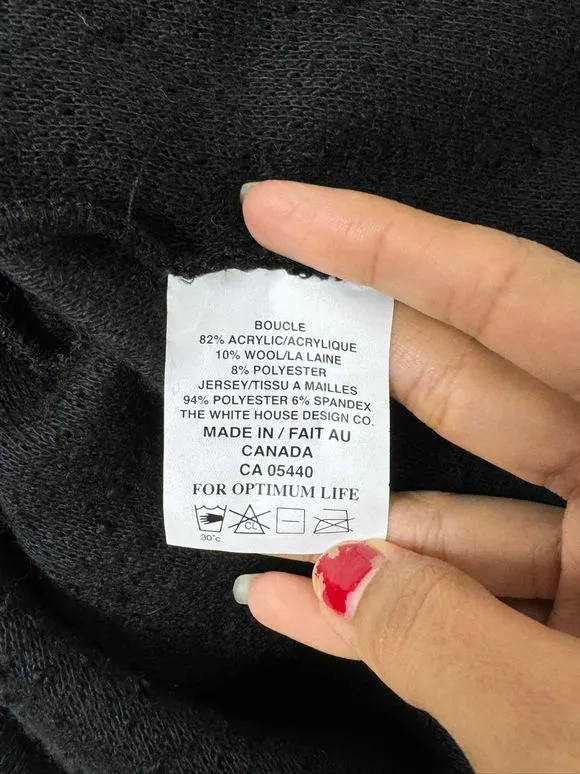 BOUCLE
82% ACRYLIC/ACRYLIQUE
10% WOOL/LA LAINE
8% POLYESTER
JERSEY/TISSU A MAILLES
94% POLYESTER 6% SPANDEX
THE WHITE HOUSE DESIGN CO.
MADE IN / FAIT AU
CANADA
CA 05440
FOR OPTIMUM LIFE
CL
30°c